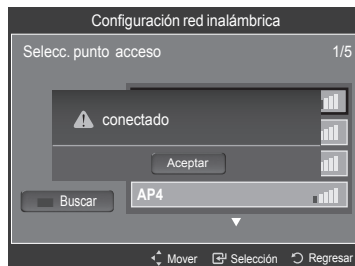 Configuración red inalámbrica
Selecc. punto acceso 1/5
conectado
Aceptar
Buscar
AP4
Mover Selección Regresar